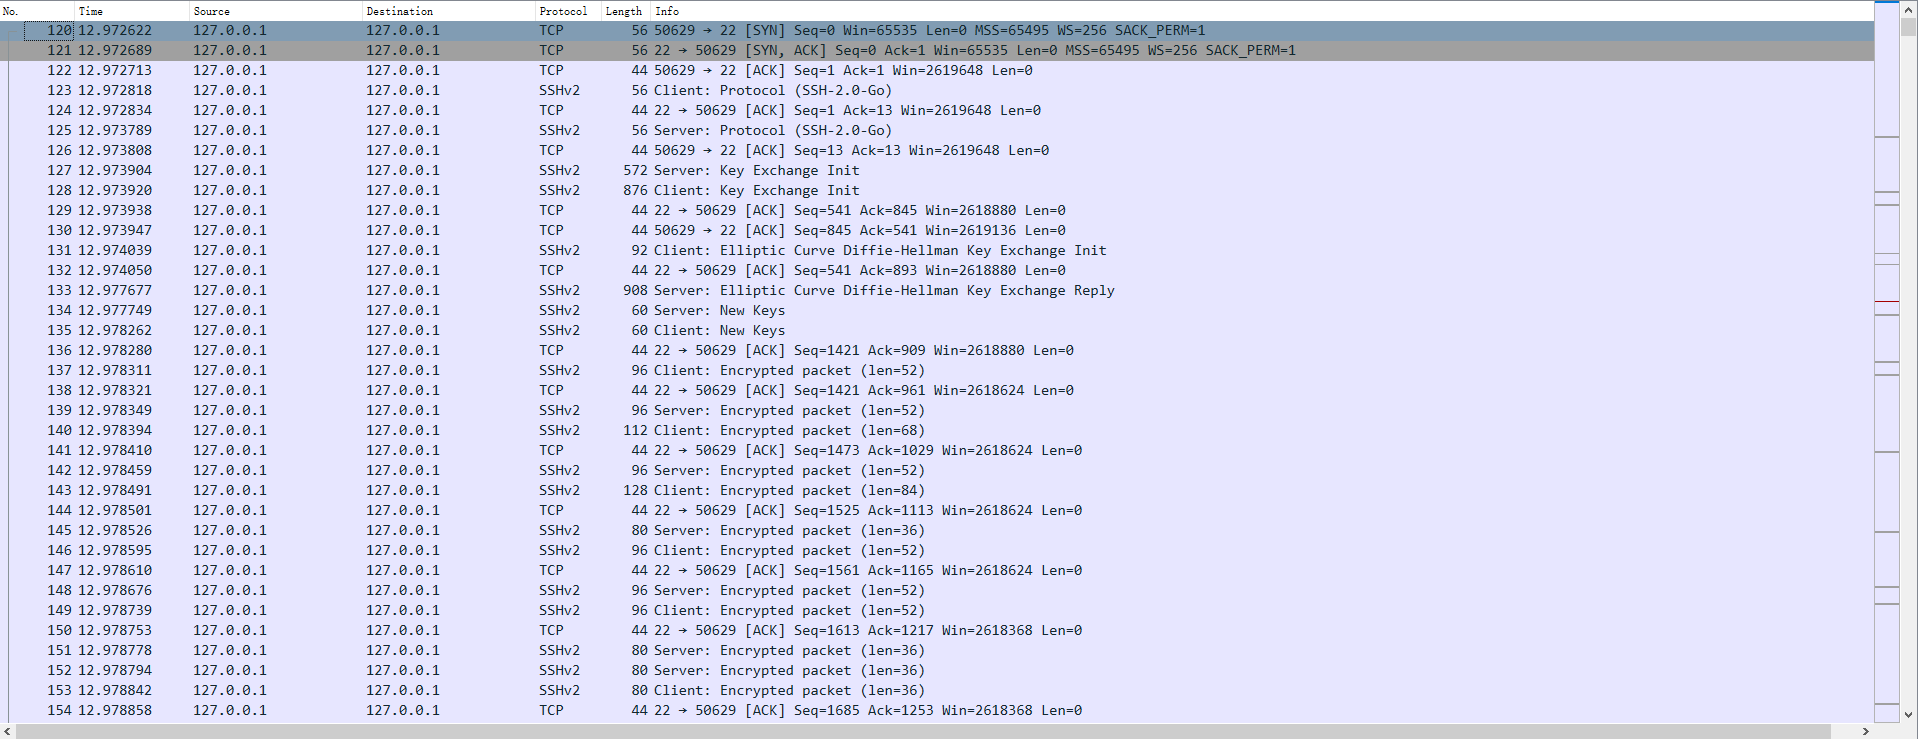 No. Time Source Destination Protocol Length Info
120 12.972622 127.0.0.1 127.0.0.1 TCP 56 50629 → 22 [SYN] Seq=0 Win=65535 Len=0 MSS=65495 WS=256 SACK_PERM=1
121 12.972689 127.0.0.1 127.0.0.1 TCP 56 22 → 50629 [SYN, ACK] Seq=0 Ack=1 Win=65535 Len=0 MSS=65495 WS=256 SACK_PERM=1
122 12.972713 127.0.0.1 127.0.0.1 TCP 44 50629 → 22 [ACK] Seq=1 Ack=1 Win=2619648 Len=0
123 12.972818 127.0.0.1 127.0.0.1 SSHv2 56 Client: Protocol (SSH-2.0-Go)
124 12.972834 127.0.0.1 127.0.0.1 TCP 44 22 → 50629 [ACK] Seq=1 Ack=13 Win=2619648 Len=0
125 12.973789 127.0.0.1 127.0.0.1 SSHv2 56 Server: Protocol (SSH-2.0-Go)
126 12.973808 127.0.0.1 127.0.0.1 TCP 44 50629 → 22 [ACK] Seq=13 Ack=13 Win=2619648 Len=0
127 12.973904 127.0.0.1 127.0.0.1 SSHv2 572 Server: Key Exchange Init
128 12.973920 127.0.0.1 127.0.0.1 SSHv2 876 Client: Key Exchange Init
129 12.973938 127.0.0.1 127.0.0.1 TCP 44 22 → 50629 [ACK] Seq=541 Ack=845 Win=2618880 Len=0
130 12.973947 127.0.0.1 127.0.0.1 TCP 44 50629 → 22 [ACK] Seq=845 Ack=541 Win=2619136 Len=0
131 12.974039 127.0.0.1 127.0.0.1 SSHv2 92 Client: Elliptic Curve Diffie-Hellman Key Exchange Init
132 12.974050 127.0.0.1 127.0.0.1 TCP 44 22 → 50629 [ACK] Seq=541 Ack=893 Win=2618880 Len=0
133 12.977677 127.0.0.1 127.0.0.1 SSHv2 908 Server: Elliptic Curve Diffie-Hellman Key Exchange Reply
134 12.977749 127.0.0.1 127.0.0.1 SSHv2 60 Server: New Keys
135 12.978262 127.0.0.1 127.0.0.1 SSHv2 60 Client: New Keys
136 12.978280 127.0.0.1 127.0.0.1 TCP 44 22 → 50629 [ACK] Seq=1421 Ack=909 Win=2618880 Len=0
137 12.978311 127.0.0.1 127.0.0.1 SSHv2 96 Client: Encrypted packet (len=52)
138 12.978321 127.0.0.1 127.0.0.1 TCP 44 22 → 50629 [ACK] Seq=1421 Ack=961 Win=2618624 Len=0
139 12.978349 127.0.0.1 127.0.0.1 SSHv2 96 Server: Encrypted packet (len=52)
140 12.978394 127.0.0.1 127.0.0.1 SSHv2 112 Client: Encrypted packet (len=68)
141 12.978410 127.0.0.1 127.0.0.1 TCP 44 22 → 50629 [ACK] Seq=1473 Ack=1029 Win=2618624 Len=0
142 12.978459 127.0.0.1 127.0.0.1 SSHv2 96 Server: Encrypted packet (len=52)
143 12.978491 127.0.0.1 127.0.0.1 SSHv2 128 Client: Encrypted packet (len=84)
144 12.978501 127.0.0.1 127.0.0.1 TCP 44 22 → 50629 [ACK] Seq=1525 Ack=1113 Win=2618624 Len=0
145 12.978526 127.0.0.1 127.0.0.1 SSHv2 80 Server: Encrypted packet (len=36)
146 12.978595 127.0.0.1 127.0.0.1 SSHv2 96 Client: Encrypted packet (len=52)
147 12.978610 127.0.0.1 127.0.0.1 TCP 44 22 → 50629 [ACK] Seq=1561 Ack=1165 Win=2618624 Len=0
148 12.978676 127.0.0.1 127.0.0.1 SSHv2 96 Server: Encrypted packet (len=52)
149 12.978739 127.0.0.1 127.0.0.1 SSHv2 96 Client: Encrypted packet (len=52)
150 12.978753 127.0.0.1 127.0.0.1 TCP 44 22 → 50629 [ACK] Seq=1613 Ack=1217 Win=2618368 Len=0
151 12.978778 127.0.0.1 127.0.0.1 SSHv2 80 Server: Encrypted packet (len=36)
152 12.978794 127.0.0.1 127.0.0.1 SSHv2 80 Server: Encrypted packet (len=36)
153 12.978842 127.0.0.1 127.0.0.1 SSHv2 80 Client: Encrypted packet (len=36)
154 12.978858 127.0.0.1 127.0.0.1 TCP 44 22 → 50629 [ACK] Seq=1685 Ack=1253 Win=2618368 Len=0